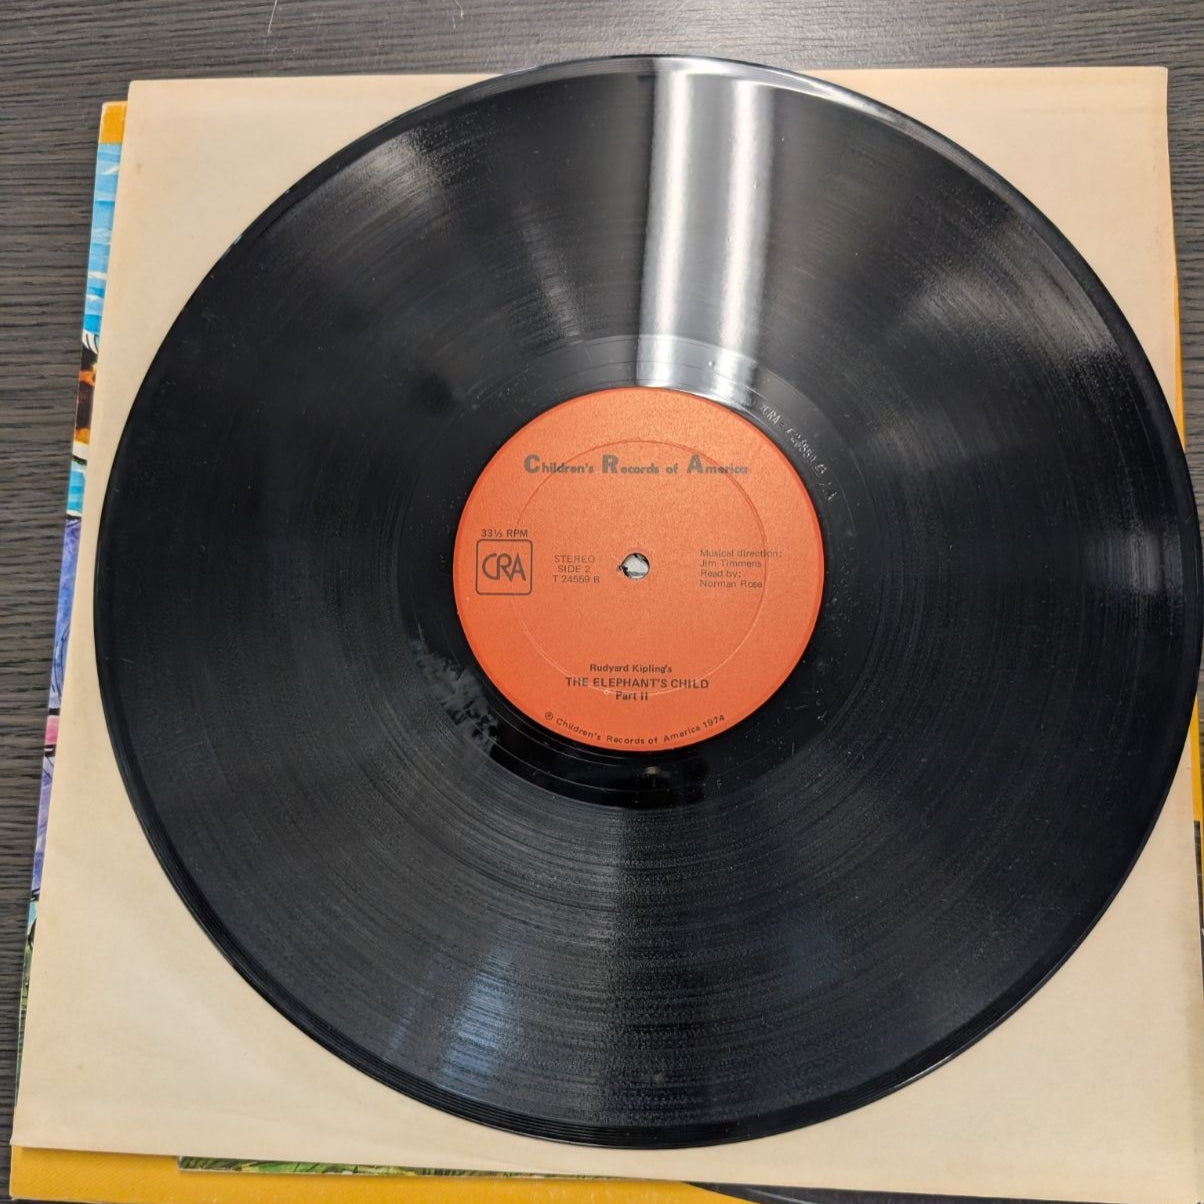 Children's Records of America
33⅓ RPM
CRA
STEREO
SIDE 2
T 24559 B
Musical direction:
Jim Timmens
Read by:
Norman Rose
Rudyard Kipling's
THE ELEPHANT'S CHILD
Part II
℗ Children's Records of America 1974